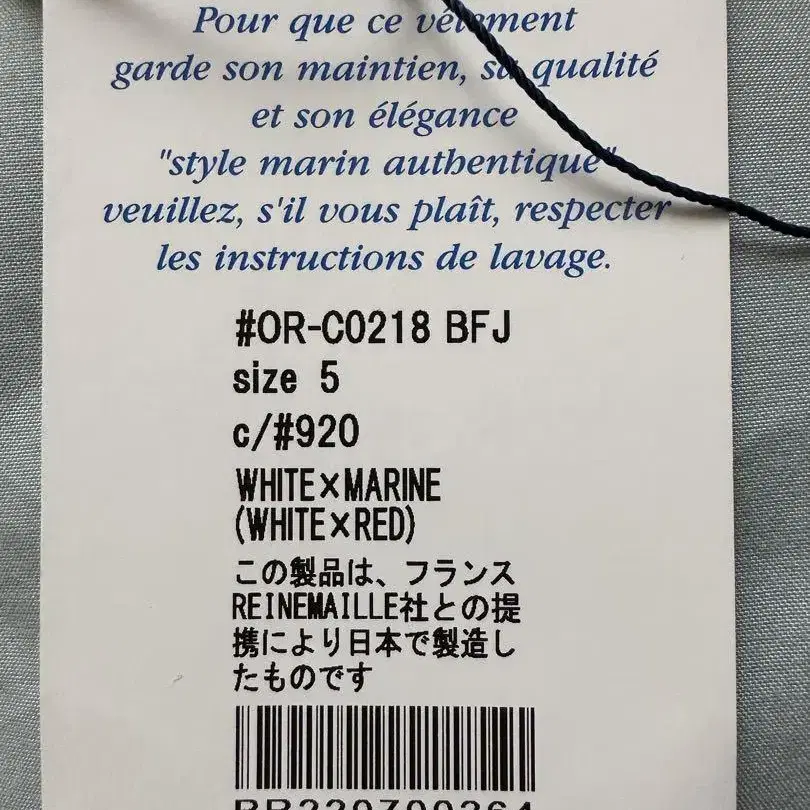 Pour que ce vêtement
garde son maintien, sa qualité
et son élégance
"style marin authentique"
veuillez, s'il vous plaît, respecter
les instructions de lavage.
#OR-C0218 BFJ
size 5
c/#920
WHITE×MARINE
(WHITE×RED)
この製品は、フランス
REINEMAILLE社との提
携により日本で製造し
たものです